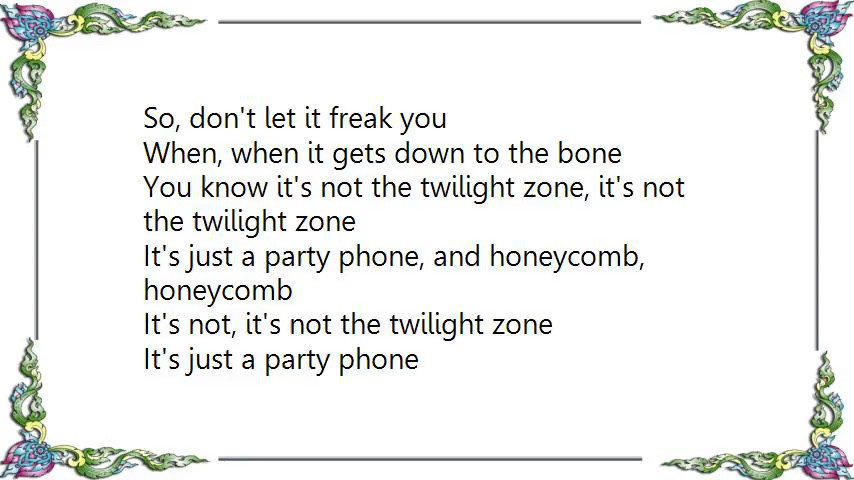 So, don't let it freak you
When, when it gets down to the bone
You know it's not the twilight zone, it's not
the twilight zone
It's just a party phone, and honeycomb,
honeycomb
It's not, it's not the twilight zone
It's just a party phone